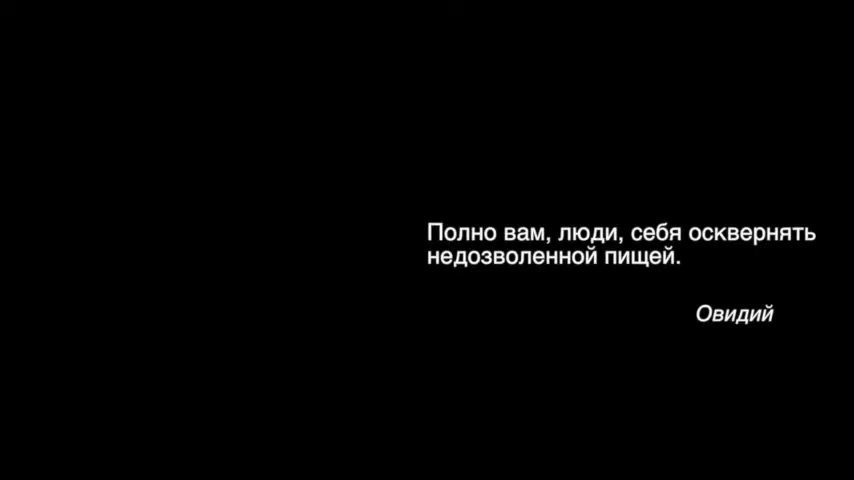 Полно вам, люди, себя осквернять
недозволенной пищей.
Овидий